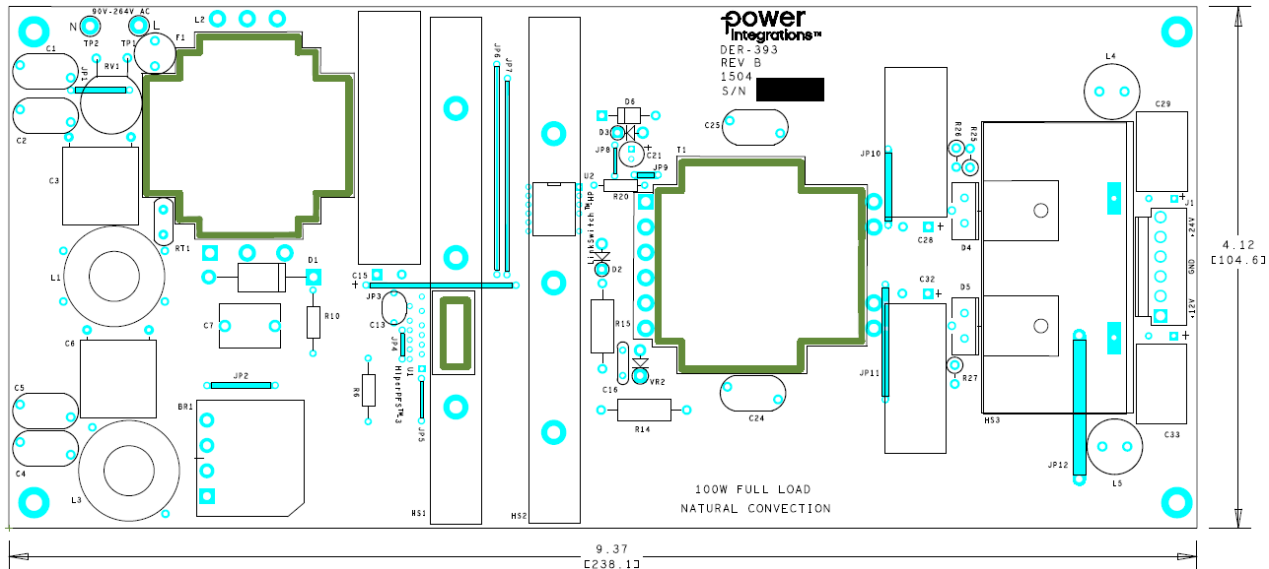 90V-264V AC
N
L
TP2
TP1
F1
L2
C1
JP1
RV1
C2
C3
RT1
L1
D1
C7
R10
C6
C5
JP2
BR1
C4
L3
JP6
JP7
C15
+
JP3
C13
JP4
U1
HiperPFS™-3
R6
JP5
HS1
HS2
power
integrations™
DER-393
REV B
1504
S/N
D6
D3
+
C21
JP8
JP9
U2
R20
LinkSwitch™HP
D2
R15
C16
VR2
R14
C25
T1
C24
JP10
C28
+
C32
+
JP11
R26
R25
D4
D5
R27
HS3
L4
C29
+
J1
+24V
GND
+12V
+
C33
JP12
L5
100W FULL LOAD
NATURAL CONVECTION
4.12
[104.6]
9.37
[238.1]